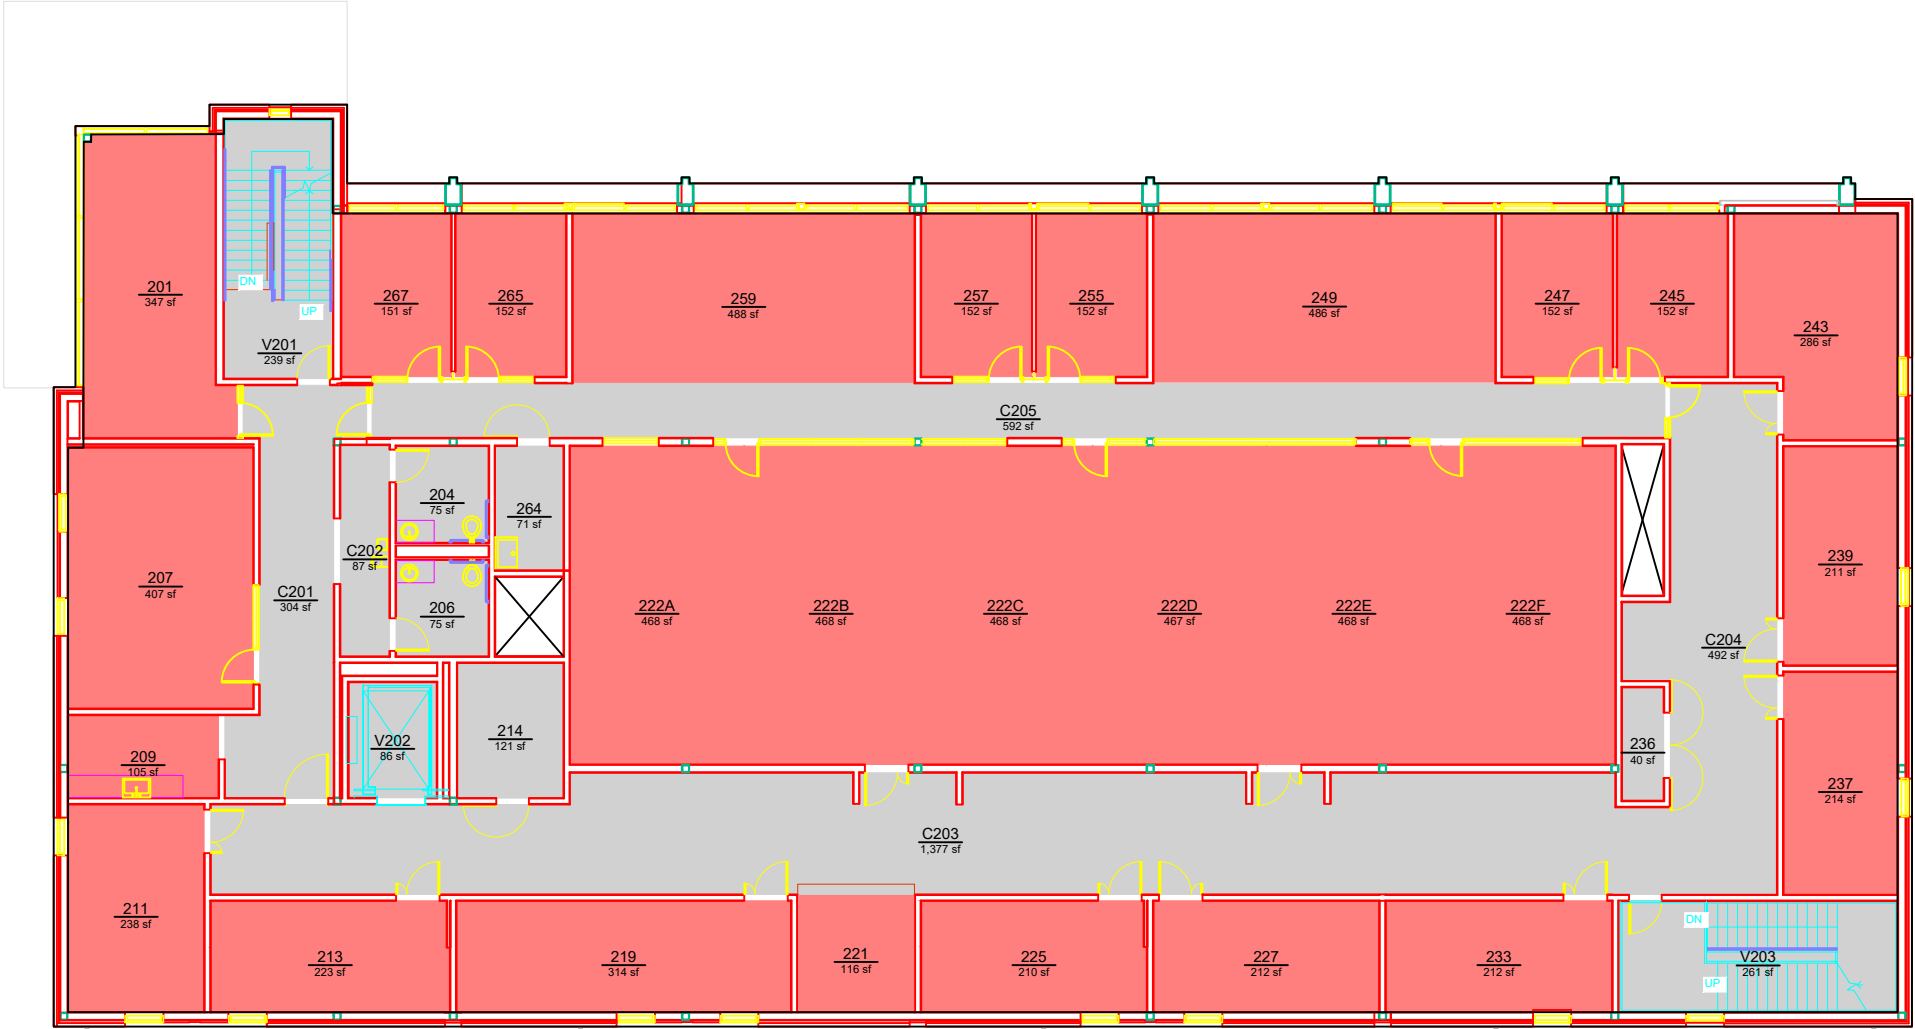 201
347 sf
DN
UP
V201
239 sf
267
151 sf
265
152 sf
259
488 sf
257
152 sf
255
152 sf
249
486 sf
247
152 sf
245
152 sf
243
286 sf
C205
592 sf
204
75 sf
264
71 sf
C202
87 sf
207
407 sf
C201
304 sf
206
75 sf
222A
468 sf
222B
468 sf
222C
468 sf
222D
467 sf
222E
468 sf
222F
468 sf
239
211 sf
C204
492 sf
209
105 sf
V202
86 sf
214
121 sf
236
40 sf
237
214 sf
C203
1,377 sf
211
238 sf
213
223 sf
219
314 sf
221
116 sf
225
210 sf
227
212 sf
233
212 sf
DN
V203
261 sf
UP